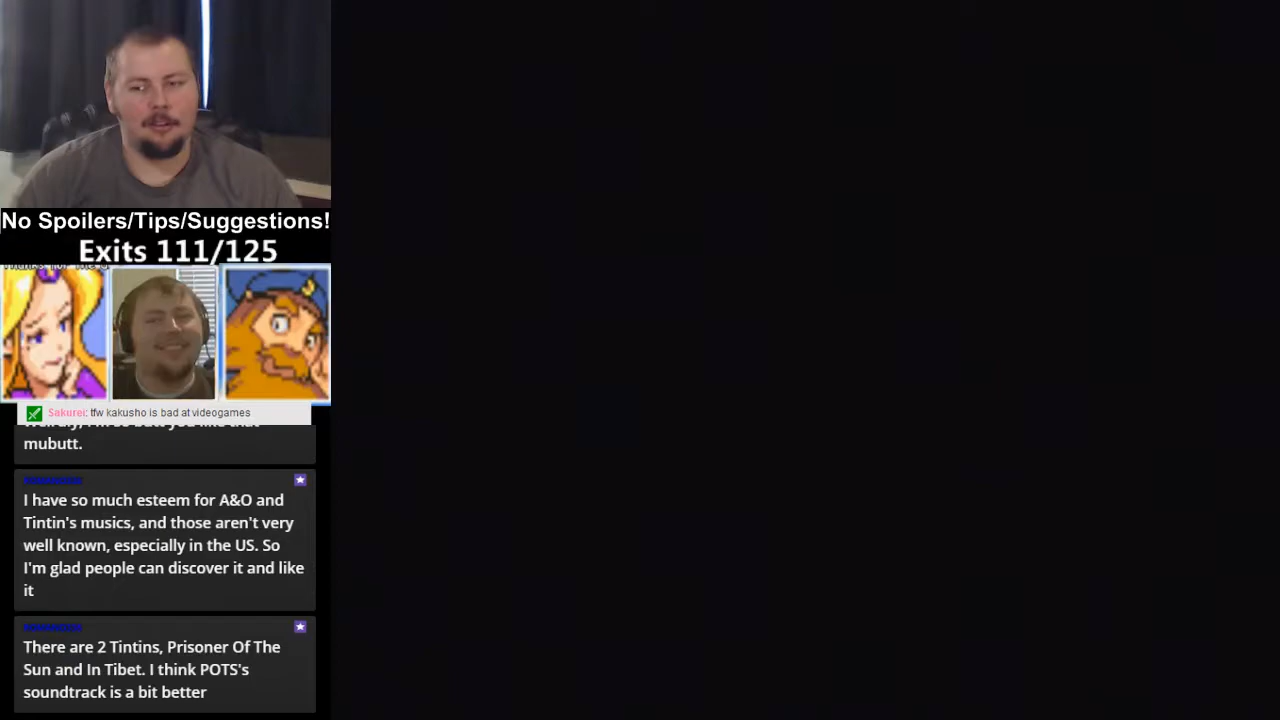 No Spoilers/Tips/Suggestions!
Exits 111/125
Sakurei: tfw kakusho is bad at videogames
mubutt.
I have so much esteem for A&O and
Tintin's musics, and those aren't very
well known, especially in the US. So
I'm glad people can discover it and like
it
There are 2 Tintins, Prisoner Of The
Sun and In Tibet. I think POTS's
soundtrack is a bit better